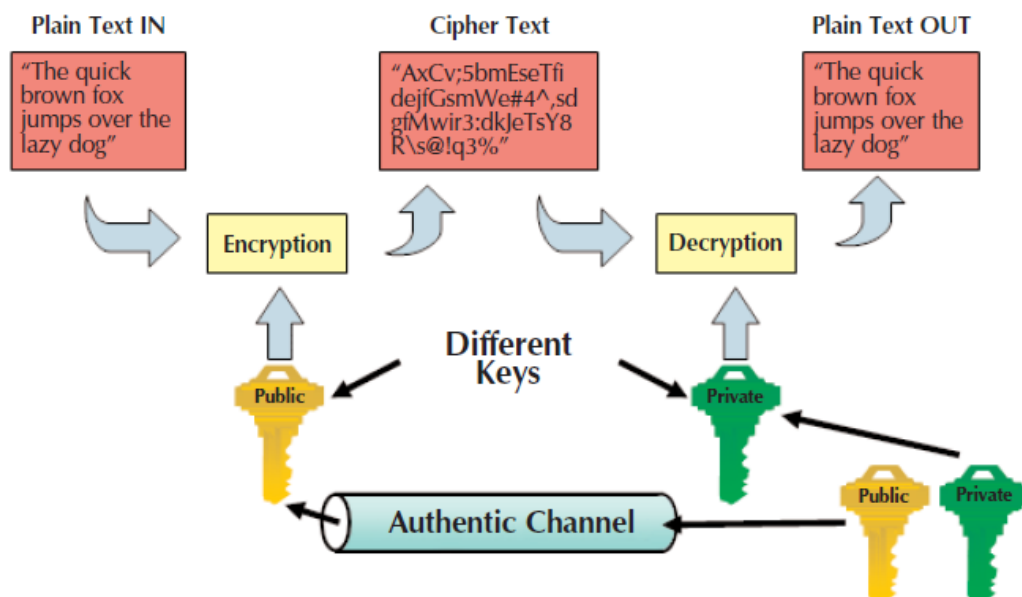 Plain Text IN
Cipher Text
Plain Text OUT
“The quick
brown fox
jumps over the
lazy dog”
“AxCv;5bmEseTfi
dejfGsmWe#4^,sd
gfMwir3:dkJeTsY8
R\s@!q3%”
“The quick
brown fox
jumps over the
lazy dog”
Encryption
Decryption
Different
Keys
Public
Private
Public
Private
Authentic Channel